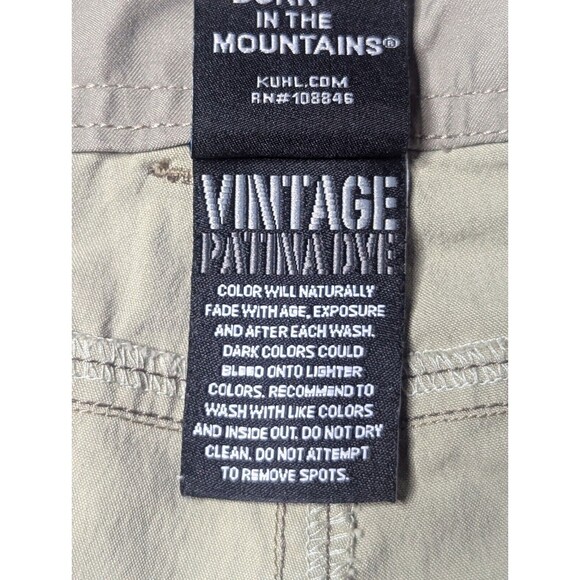 BORN
IN THE
MOUNTAINS®
KUHL.COM
RN#108846
VINTAGE
PATINA DYE
COLOR WILL NATURALLY
FADE WITH AGE, EXPOSURE
AND AFTER EACH WASH.
DARK COLORS COULD
BLEED ONTO LIGHTER
COLORS. RECOMMEND TO
WASH WITH LIKE COLORS
AND INSIDE OUT. DO NOT DRY
CLEAN. DO NOT ATTEMPT
TO REMOVE SPOTS.